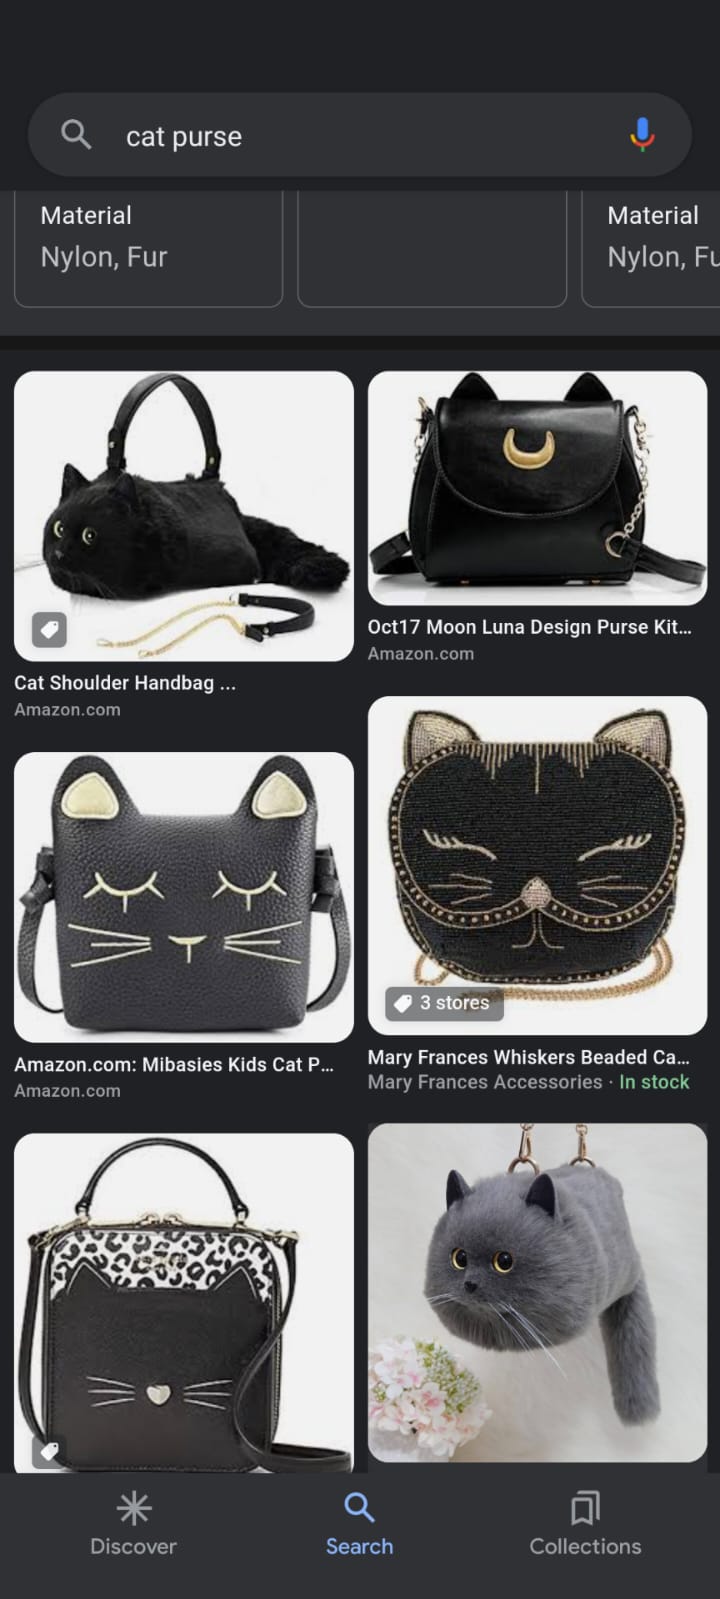 cat purse
Material
Nylon, Fur
Material
Nylon, Fu
Cat Shoulder Handbag ...
Amazon.com
Oct17 Moon Luna Design Purse Kit...
Amazon.com
Amazon.com: Mibasies Kids Cat P...
Amazon.com
3 stores
Mary Frances Whiskers Beaded Ca...
Mary Frances Accessories · In stock
Discover
Search
Collections